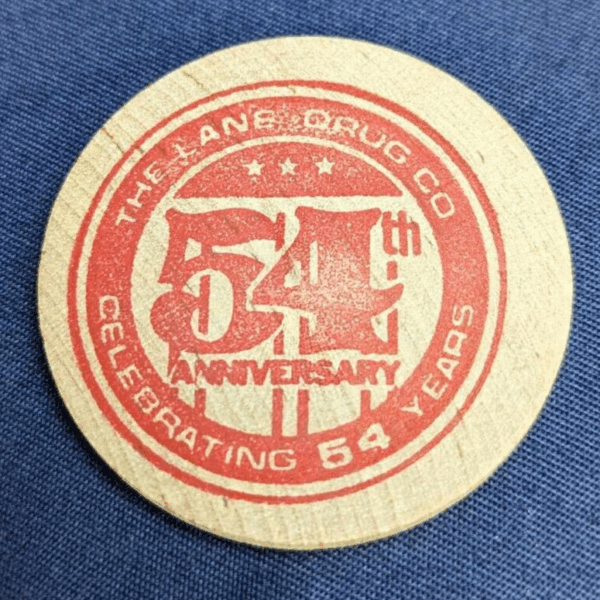 THE LANE DRUG CO
54th
ANNIVERSARY
CELEBRATING 54 YEARS